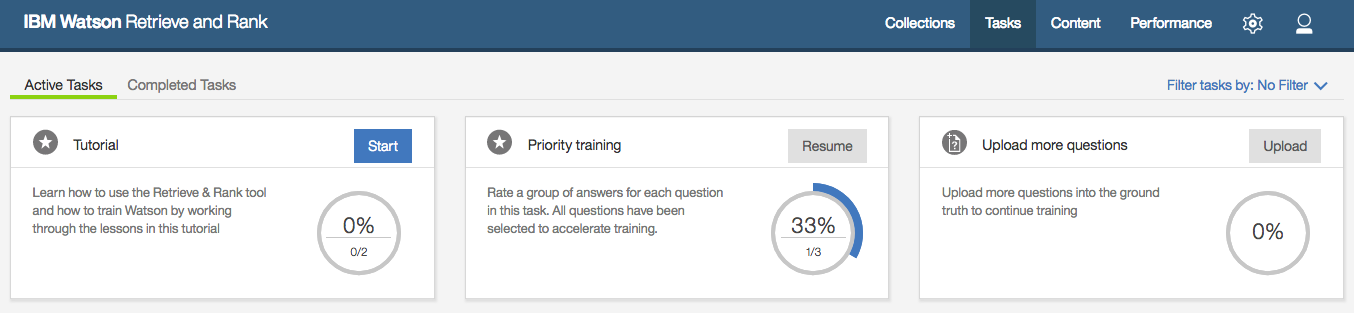 IBM Watson Retrieve and Rank
Collections
Tasks
Content
Performance
Active Tasks
Completed Tasks
Filter tasks by: No Filter
Tutorial
Start
Learn how to use the Retrieve & Rank tool
and how to train Watson by working
through the lessons in this tutorial
0%
0/2
Priority training
Resume
Rate a group of answers for each question
in this task. All questions have been
selected to accelerate training.
33%
1/3
Upload more questions
Upload
Upload more questions into the ground
truth to continue training
0%